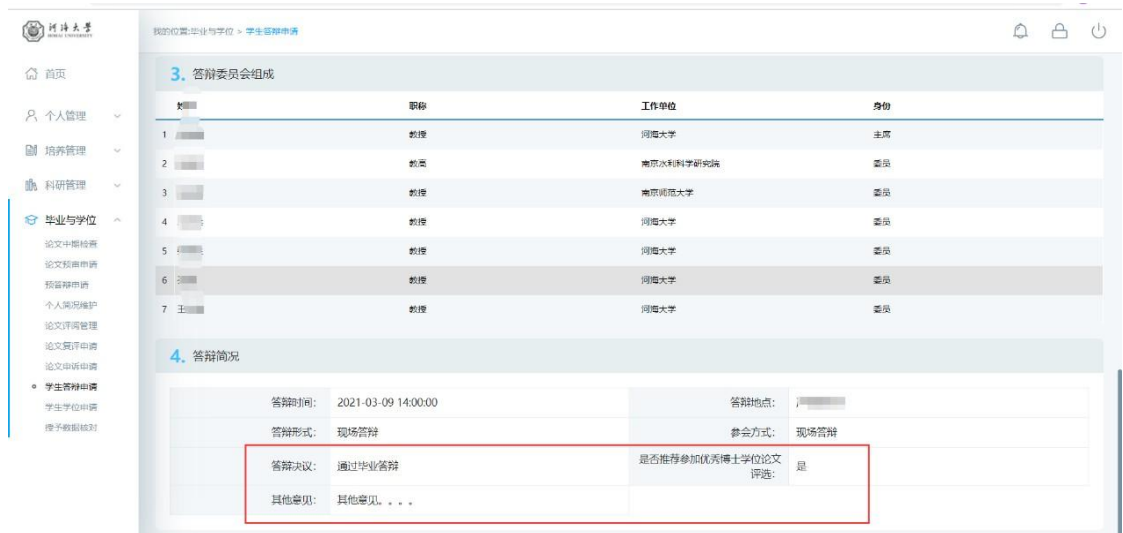 河海大学
HOHAI UNIVERSITY
我的位置:毕业与学位 > 学生答辩申请
首页
个人管理
培养管理
科研管理
毕业与学位
论文中期检查
论文预审申请
预答辩申请
个人简况维护
论文评阅管理
论文复评申请
论文申诉申请
学生答辩申请
学生学位申请
授予数据核对
3. 答辩委员会组成
职称 工作单位 身份
1 教授 河海大学 主席
2 教高 南京水利科学研究院 委员
3 教授 南京师范大学 委员
4 教授 河海大学 委员
5 教授 河海大学 委员
6 教授 河海大学 委员
7 王 教授 河海大学 委员
4. 答辩简况
答辩时间: 2021-03-09 14:00:00 答辩地点:
答辩形式: 现场答辩 参会方式: 现场答辩
答辩决议: 通过毕业答辩 是否推荐参加优秀博士学位论文
评选: 是
其他意见: 其他意见。。。。